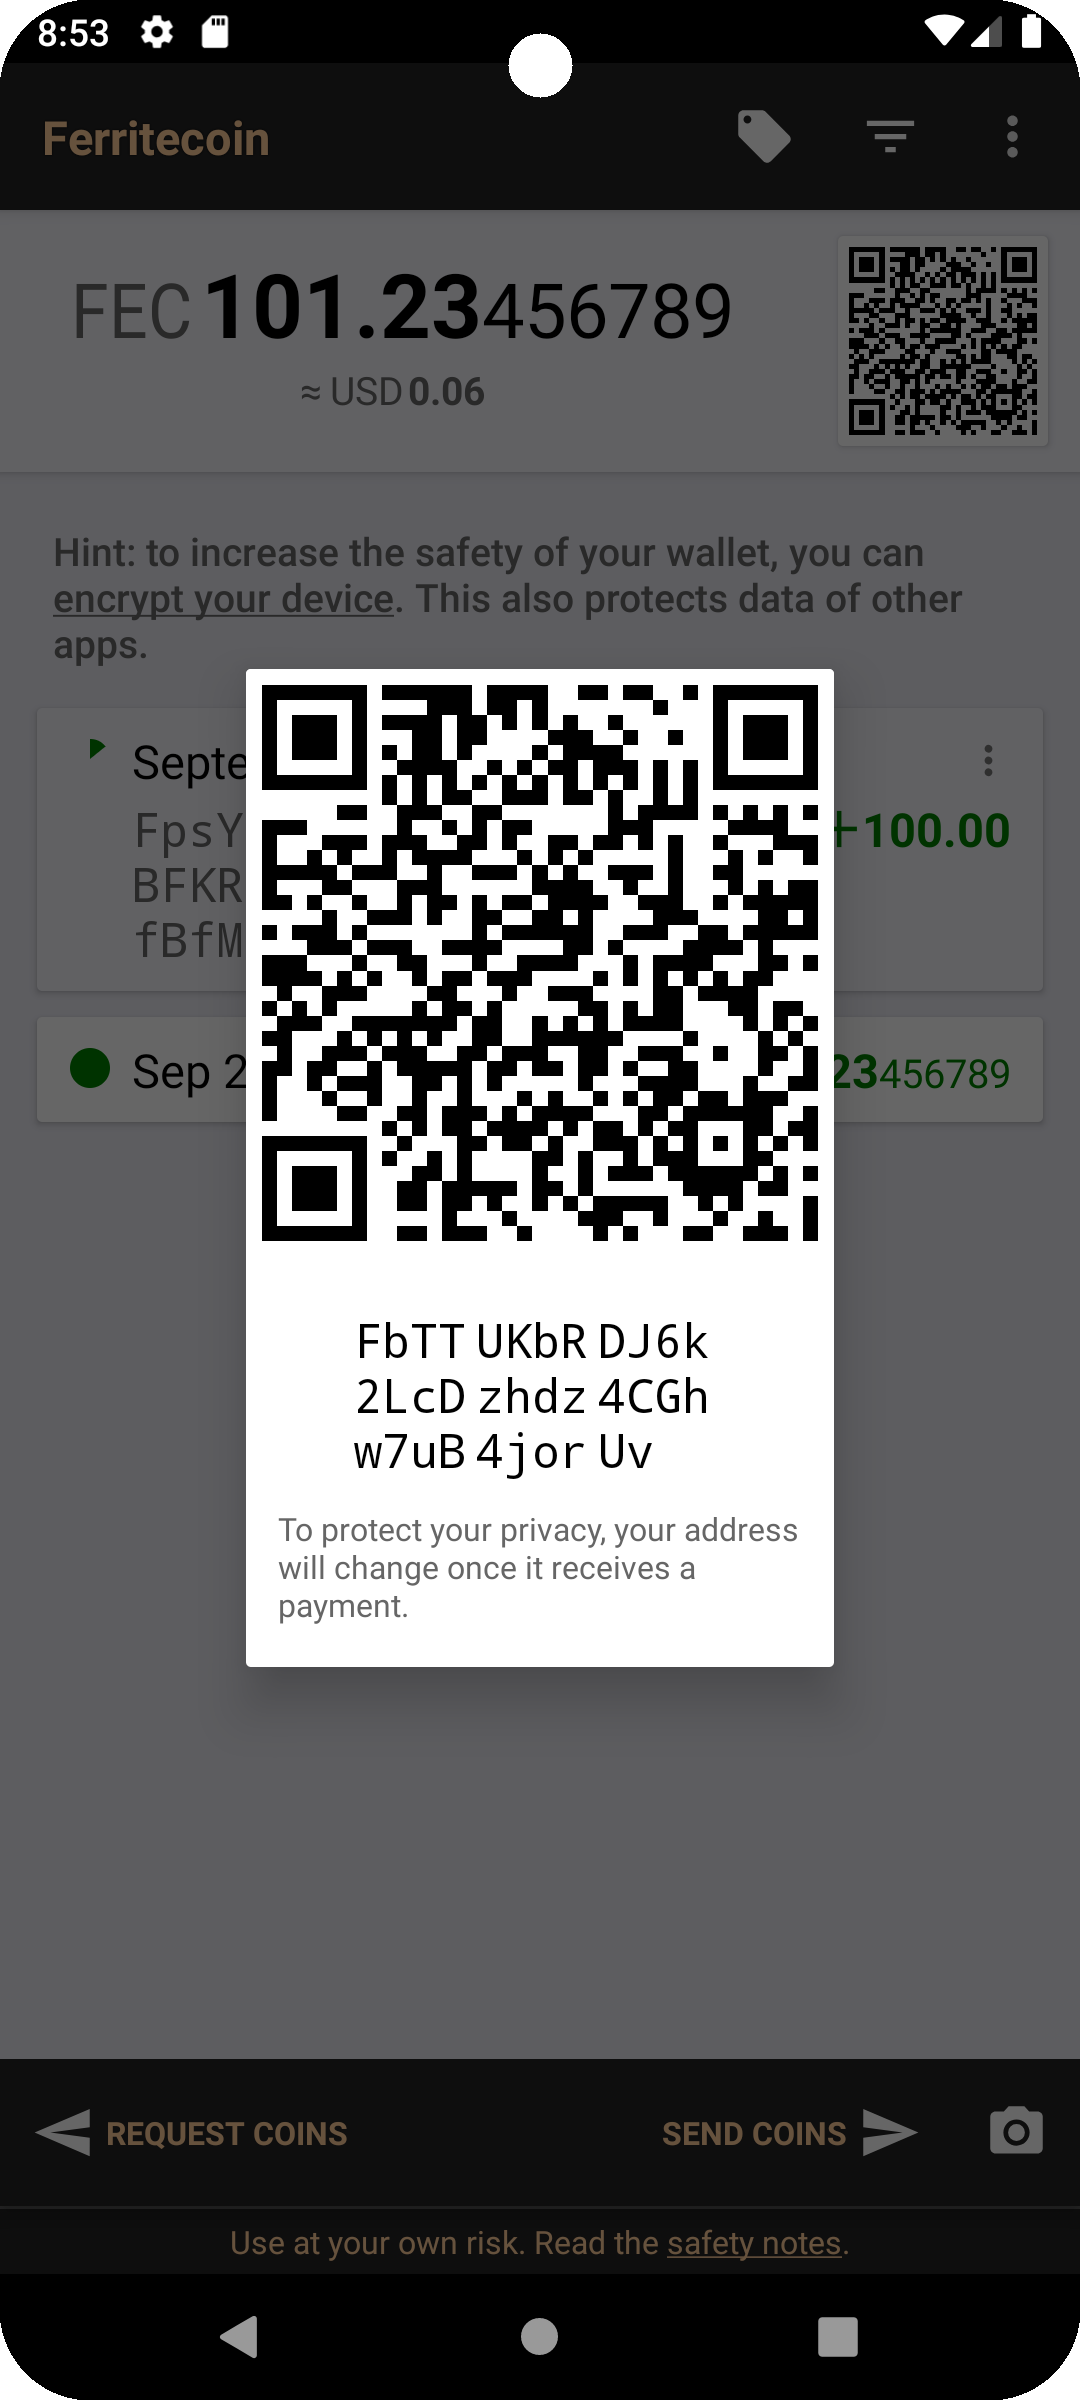 8:53
Ferritecoin
FEC 101.23456789
≈ USD 0.06
Hint: to increase the safety of your wallet, you can
encrypt your device. This also protects data of other
apps.
Septe
+100.00
FpsY
BFKR
fBfM
Sep 2
23456789
FbTT UKbR DJ6k
2LcD zhdz 4CGh
w7uB 4jor Uv
To protect your privacy, your address
will change once it receives a
payment.
REQUEST COINS
SEND COINS
Use at your own risk. Read the safety notes.